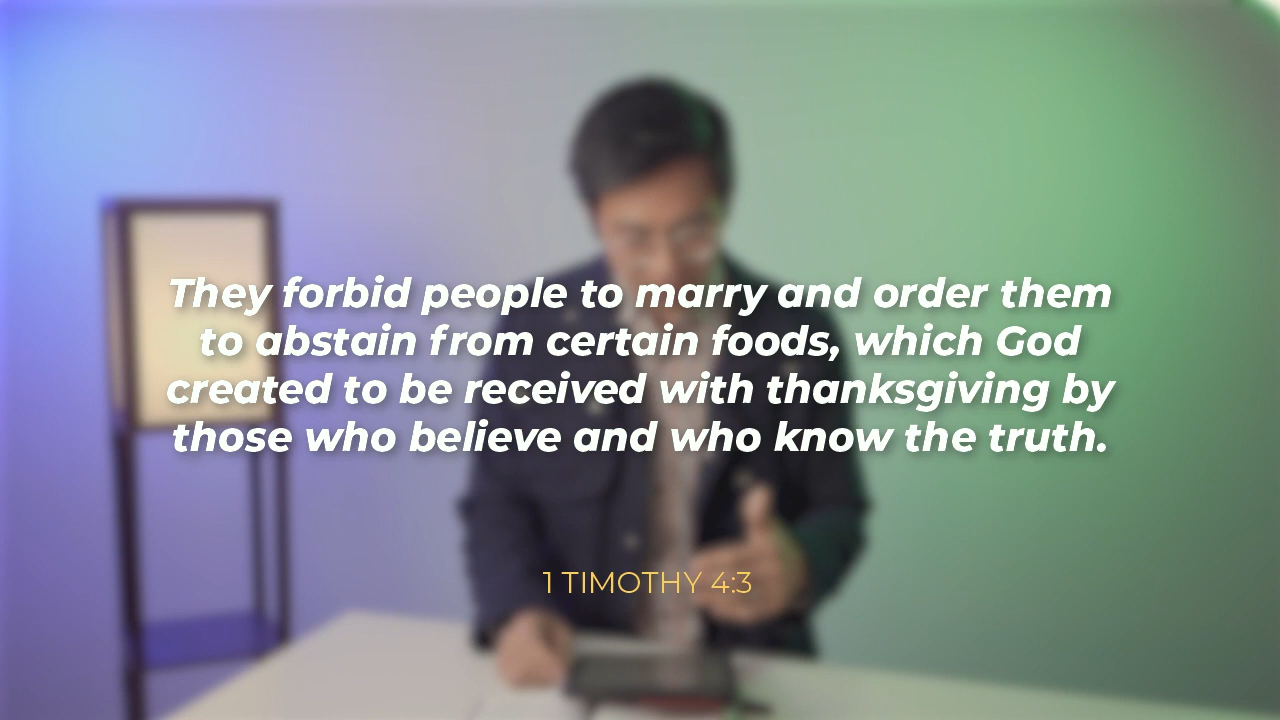 They forbid people to marry and order them
to abstain from certain foods, which God
created to be received with thanksgiving by
those who believe and who know the truth.
1 TIMOTHY 4:3